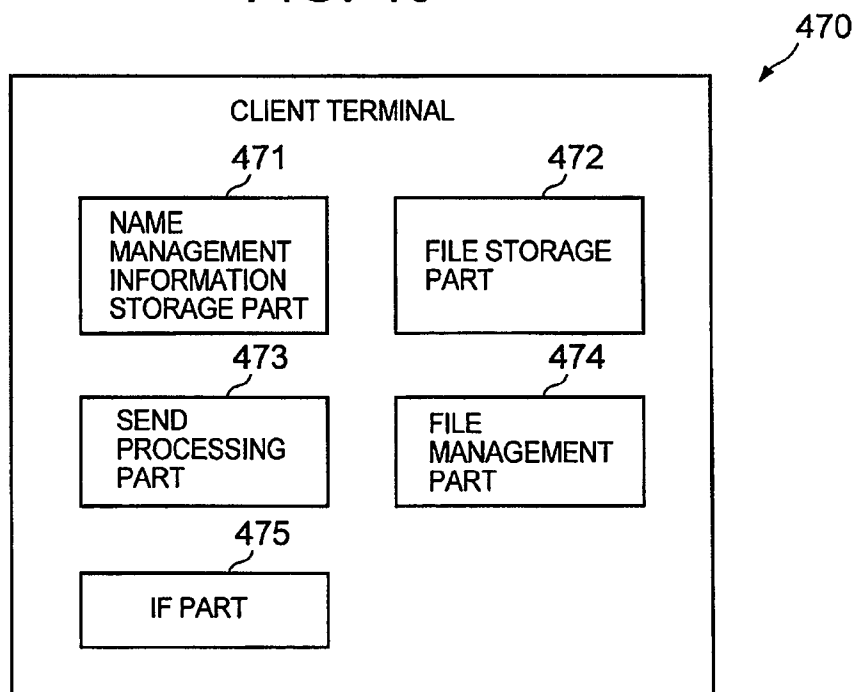 470
CLIENT TERMINAL
471
472
NAME
MANAGEMENT
INFORMATION
STORAGE PART
FILE STORAGE
PART
473
474
SEND
PROCESSING
PART
FILE
MANAGEMENT
PART
475
IF PART